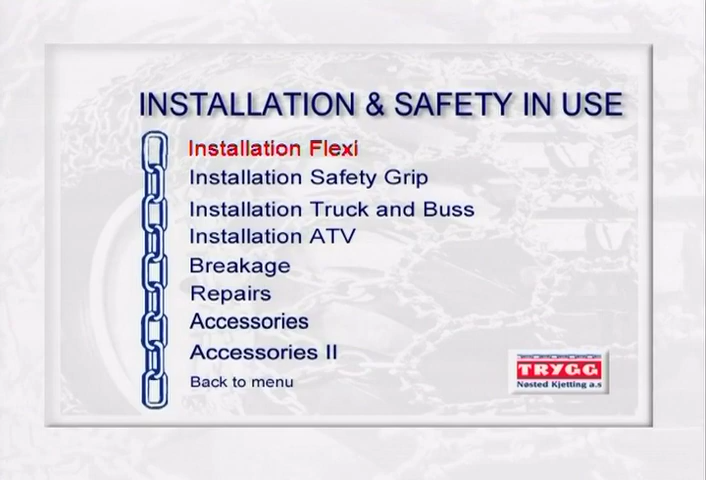 INSTALLATION & SAFETY IN USE
Installation Flexi
Installation Safety Grip
Installation Truck and Buss
Installation ATV
Breakage
Repairs
Accessories
Accessories II
Back to menu
TRYGG
Nøsted Kjetting a.s